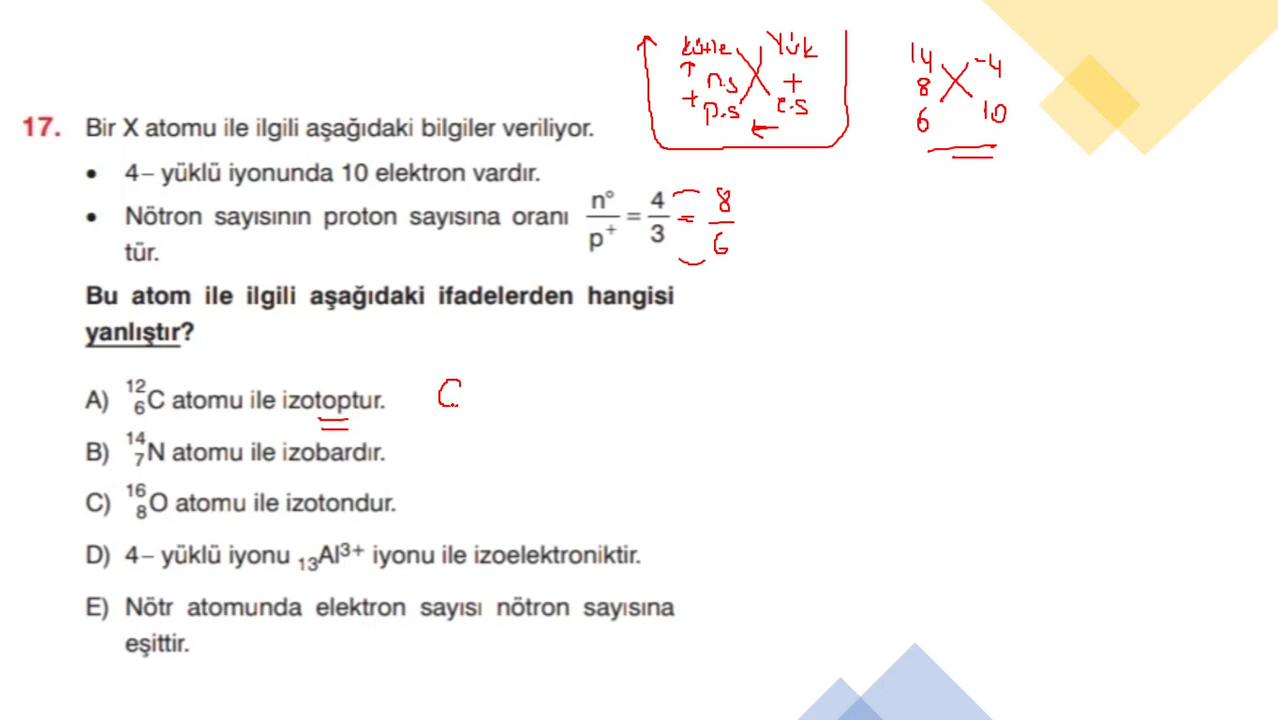 kütle yük
n.s +
+ p.s e.s
14 -4
8
6 10
17. Bir X atomu ile ilgili aşağıdaki bilgiler veriliyor.
• 4– yüklü iyonunda 10 elektron vardır.
• Nötron sayısının proton sayısına oranı n°/p⁺ = 4/3 = 8/6
tür.
Bu atom ile ilgili aşağıdaki ifadelerden hangisi
yanlıştır?
A) ¹²₆C atomu ile izotoptur. C
B) ¹⁴₇N atomu ile izobardır.
C) ¹⁶₈O atomu ile izotondur.
D) 4– yüklü iyonu ₁₃Al³⁺ iyonu ile izoelektroniktir.
E) Nötr atomunda elektron sayısı nötron sayısına
eşittir.